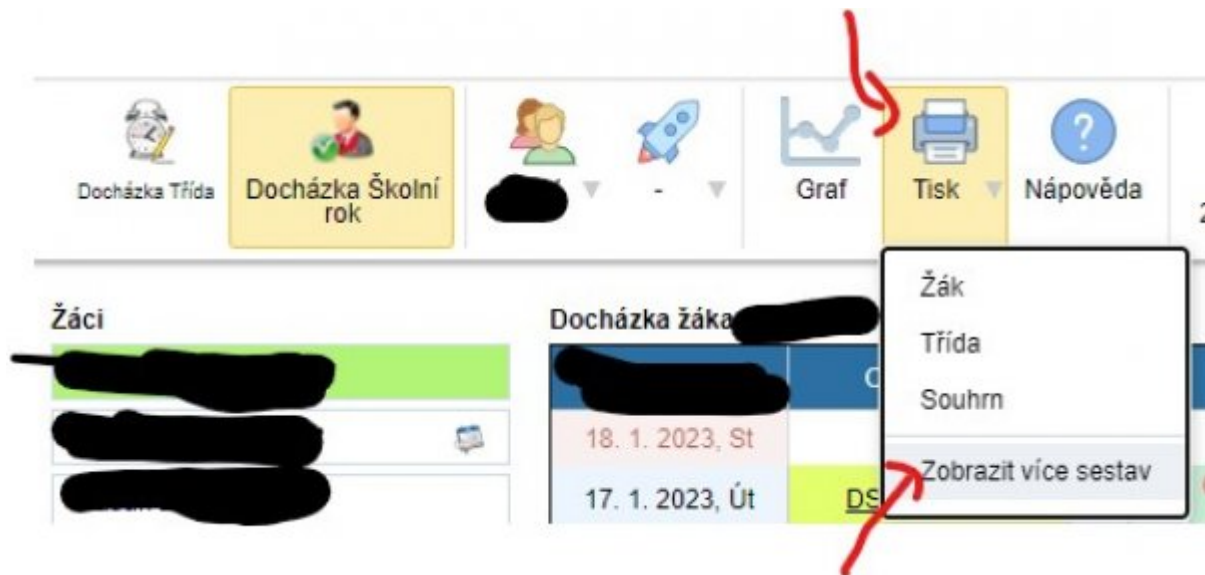 Docházka Třída
Docházka Školní
rok
-
Graf
Tisk
Nápověda
2
Žák
Třída
Souhrn
Zobrazit více sestav
Žáci
Docházka žáka
18. 1. 2023, St
17. 1. 2023, Út
DS